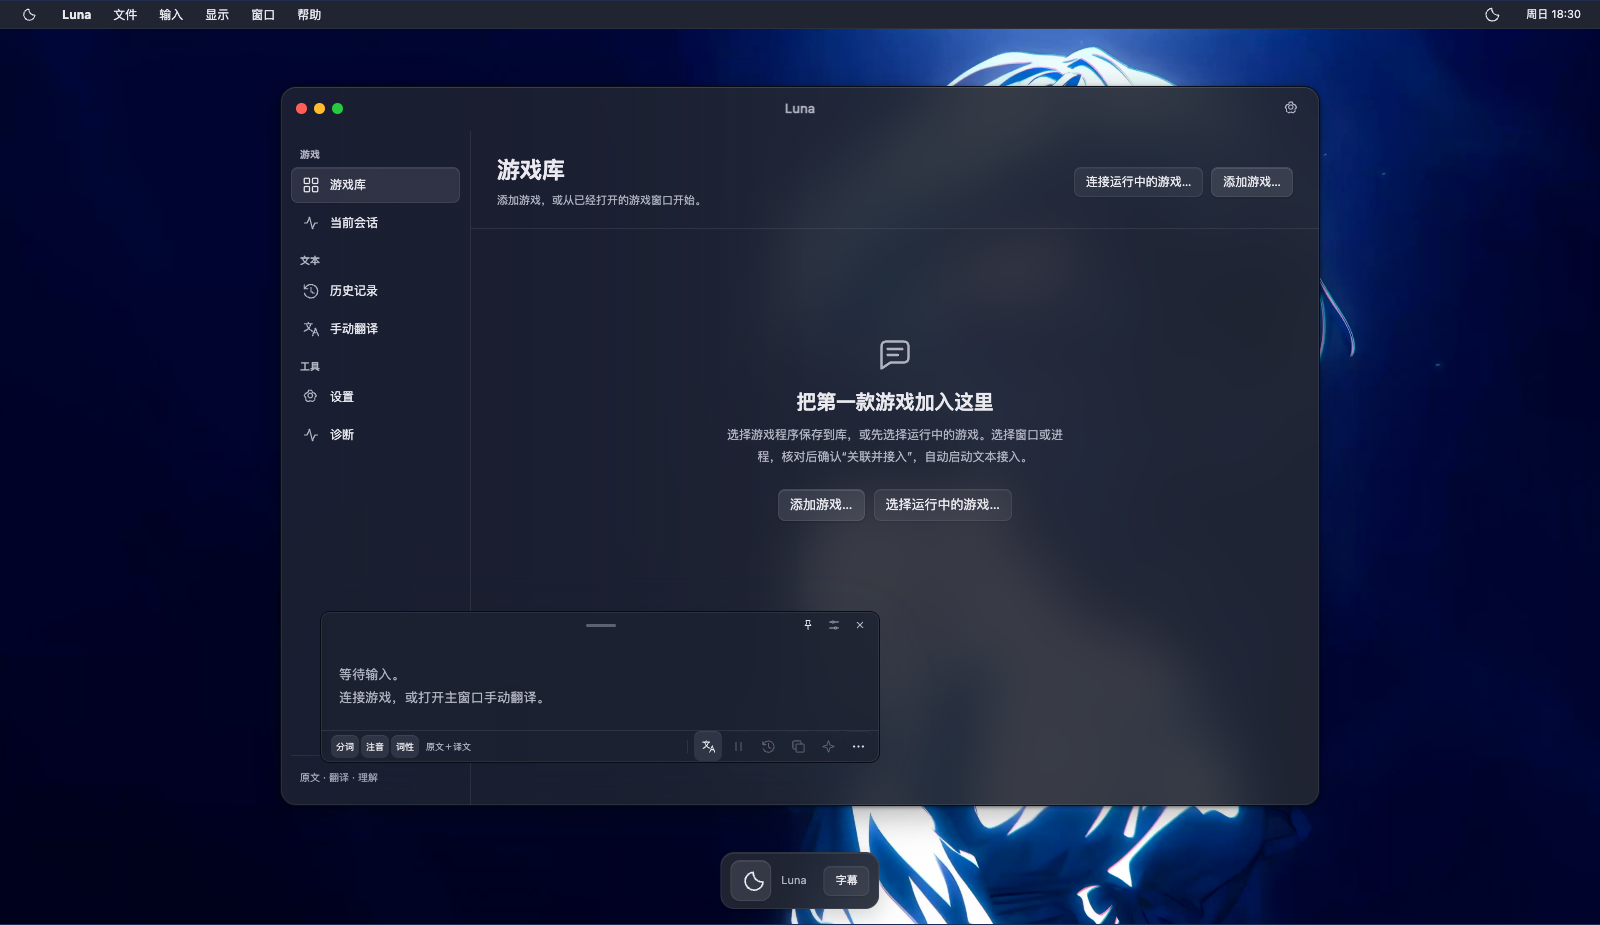 Luna 文件 输入 显示 窗口 帮助 周日 18:30
Luna
游戏
游戏库
当前会话
文本
历史记录
手动翻译
工具
设置
诊断
游戏库
添加游戏，或从已经打开的游戏窗口开始。
连接运行中的游戏... 添加游戏...
把第一款游戏加入这里
选择游戏程序保存到库，或先选择运行中的游戏。选择窗口或进
程，核对后确认“关联并接入”，自动启动文本接入。
添加游戏... 选择运行中的游戏...
等待输入。
连接游戏，或打开主窗口手动翻译。
分词 注音 词性 原文+译文
原文 · 翻译 · 理解
Luna 字幕